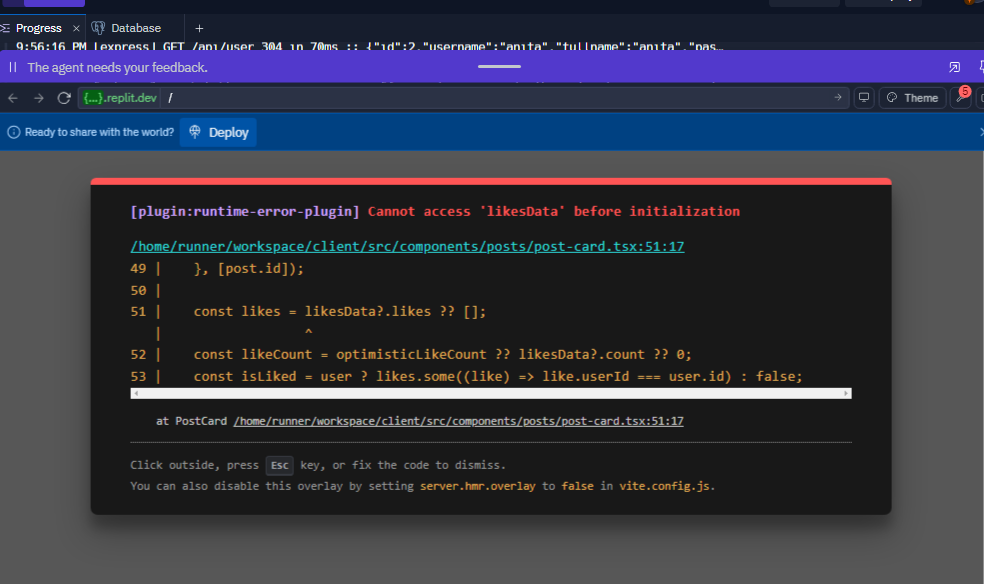 Progress × Database +
9:56:16 PM [express] GET /api/user 304 in 70ms :: {"id":2,"username":"anita","fullname":"anita","pas…
The agent needs your feedback.
{...}.replit.dev / Theme 5
Ready to share with the world? Deploy
[plugin:runtime-error-plugin] Cannot access 'likesData' before initialization
/home/runner/workspace/client/src/components/posts/post-card.tsx:51:17
49 | }, [post.id]);
50 |
51 | const likes = likesData?.likes ?? [];
| ^
52 | const likeCount = optimisticLikeCount ?? likesData?.count ?? 0;
53 | const isLiked = user ? likes.some((like) => like.userId === user.id) : false;
at PostCard /home/runner/workspace/client/src/components/posts/post-card.tsx:51:17
Click outside, press Esc key, or fix the code to dismiss.
You can also disable this overlay by setting server.hmr.overlay to false in vite.config.js.